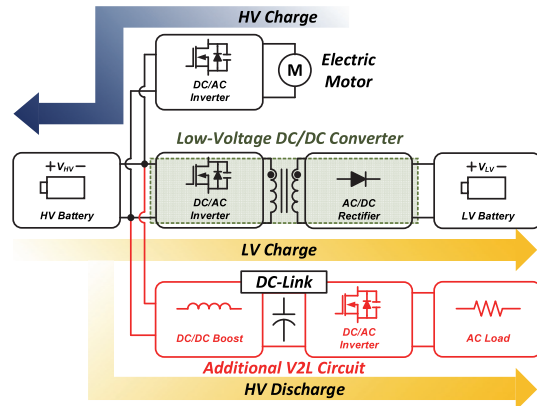 HV Charge
DC/AC
Inverter
M
Electric
Motor
Low-Voltage DC/DC Converter
+ VHV −
HV Battery
DC/AC
Inverter
AC/DC
Rectifier
+ VLV −
LV Battery
LV Charge
DC/DC Boost
DC-Link
DC/AC
Inverter
AC Load
Additional V2L Circuit
HV Discharge